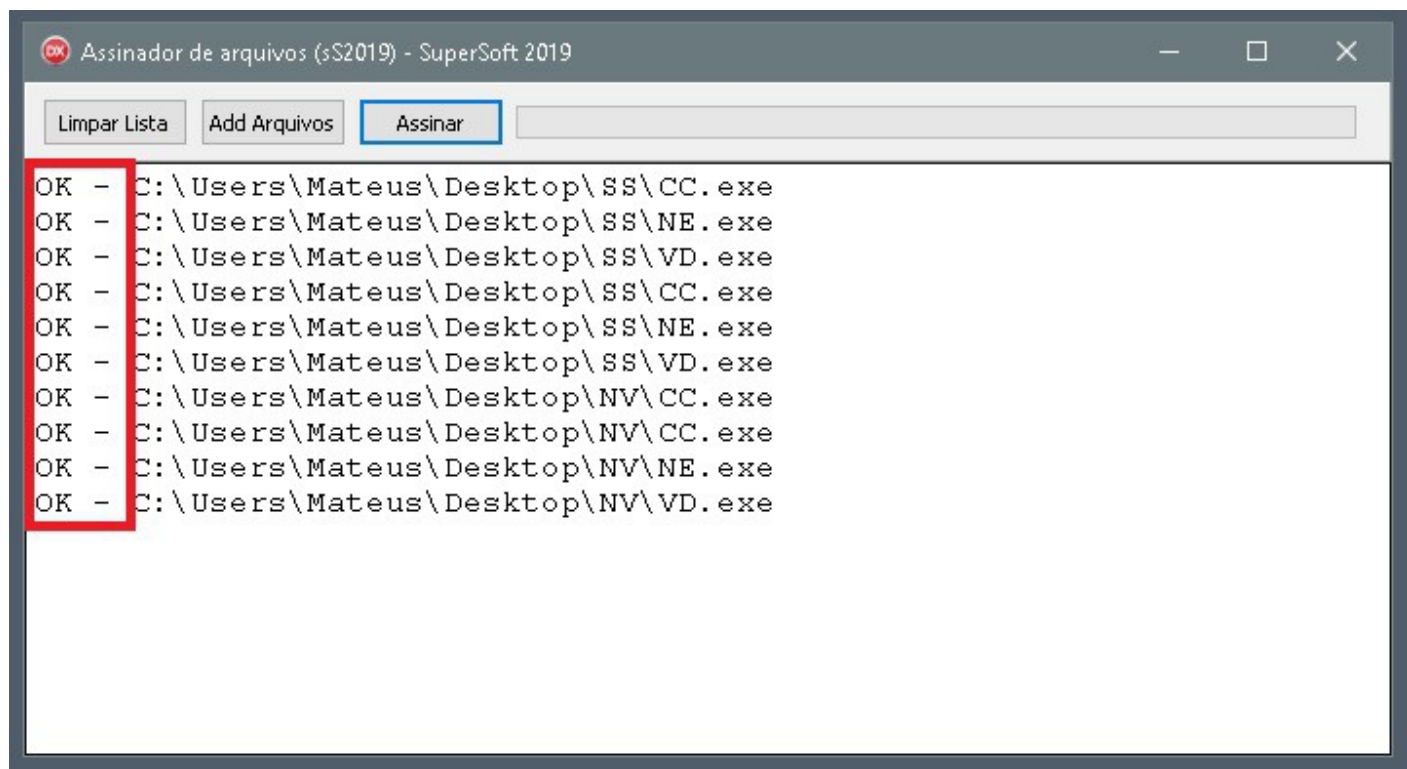 DX Assinador de arquivos (sS2019) - SuperSoft 2019
Limpar Lista Add Arquivos Assinar
OK - C:\Users\Mateus\Desktop\SS\CC.exe
OK - C:\Users\Mateus\Desktop\SS\NE.exe
OK - C:\Users\Mateus\Desktop\SS\VD.exe
OK - C:\Users\Mateus\Desktop\SS\CC.exe
OK - C:\Users\Mateus\Desktop\SS\NE.exe
OK - C:\Users\Mateus\Desktop\SS\VD.exe
OK - C:\Users\Mateus\Desktop\NV\CC.exe
OK - C:\Users\Mateus\Desktop\NV\CC.exe
OK - C:\Users\Mateus\Desktop\NV\NE.exe
OK - C:\Users\Mateus\Desktop\NV\VD.exe